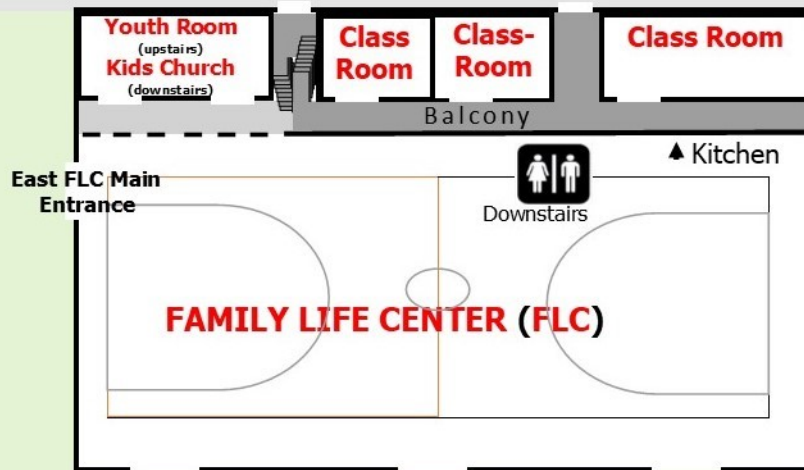 Youth Room
(upstairs)
Kids Church
(downstairs)
Class
Room
Class-
Room
Class Room
Balcony
Kitchen
East FLC Main
Entrance
Downstairs
FAMILY LIFE CENTER (FLC)